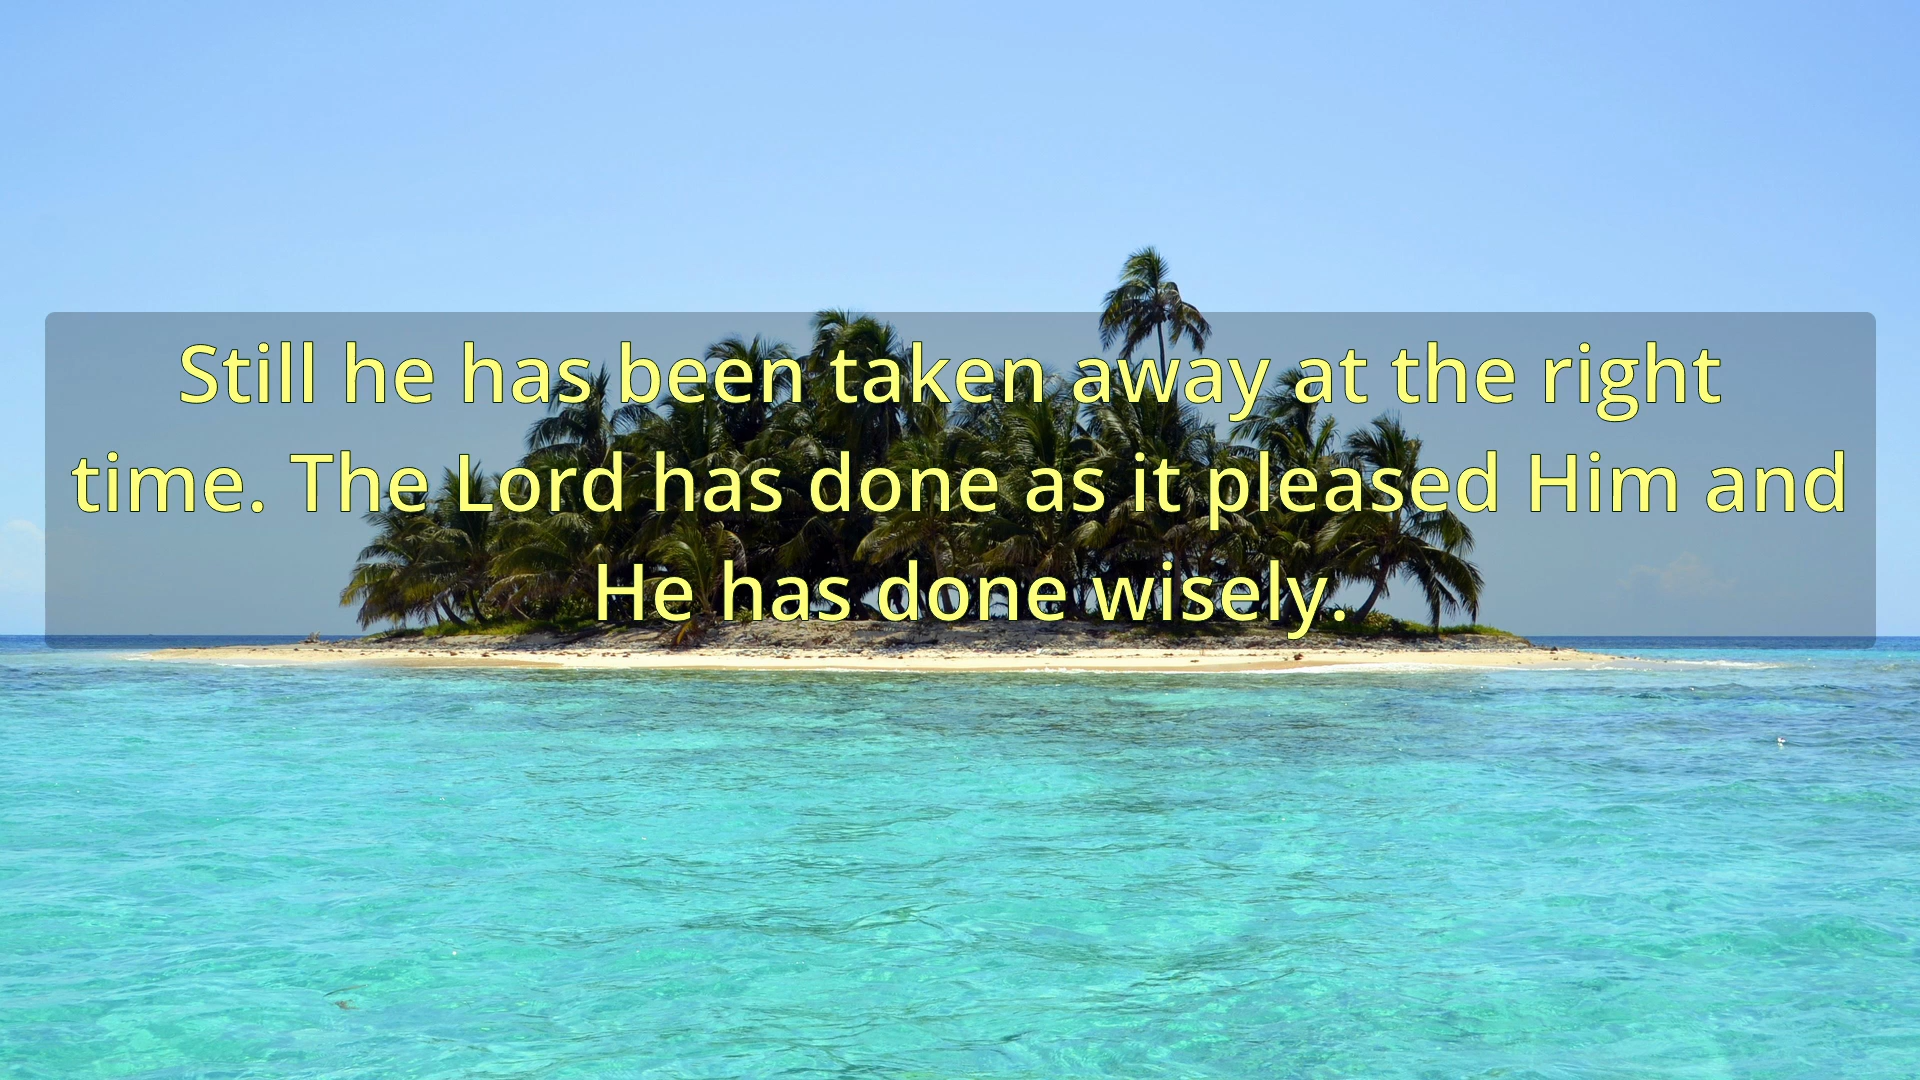 Still he has been taken away at the right
time. The Lord has done as it pleased Him and
He has done wisely.